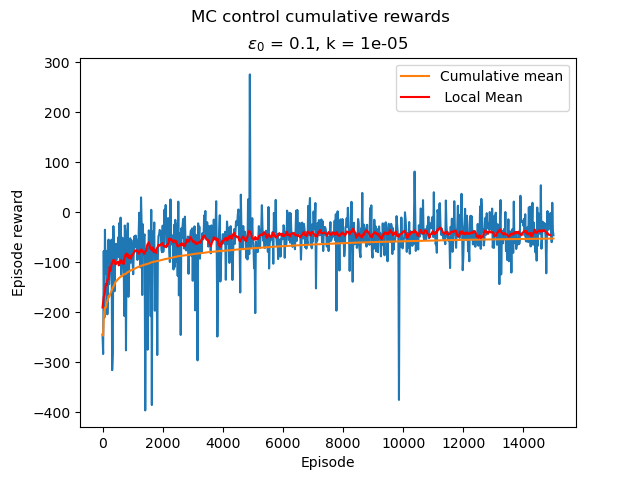 MC control cumulative rewards
ε0 = 0.1, k = 1e-05
Cumulative mean
Local Mean
Episode reward
300
200
100
0
−100
−200
−300
−400
0 2000 4000 6000 8000 10000 12000 14000
Episode